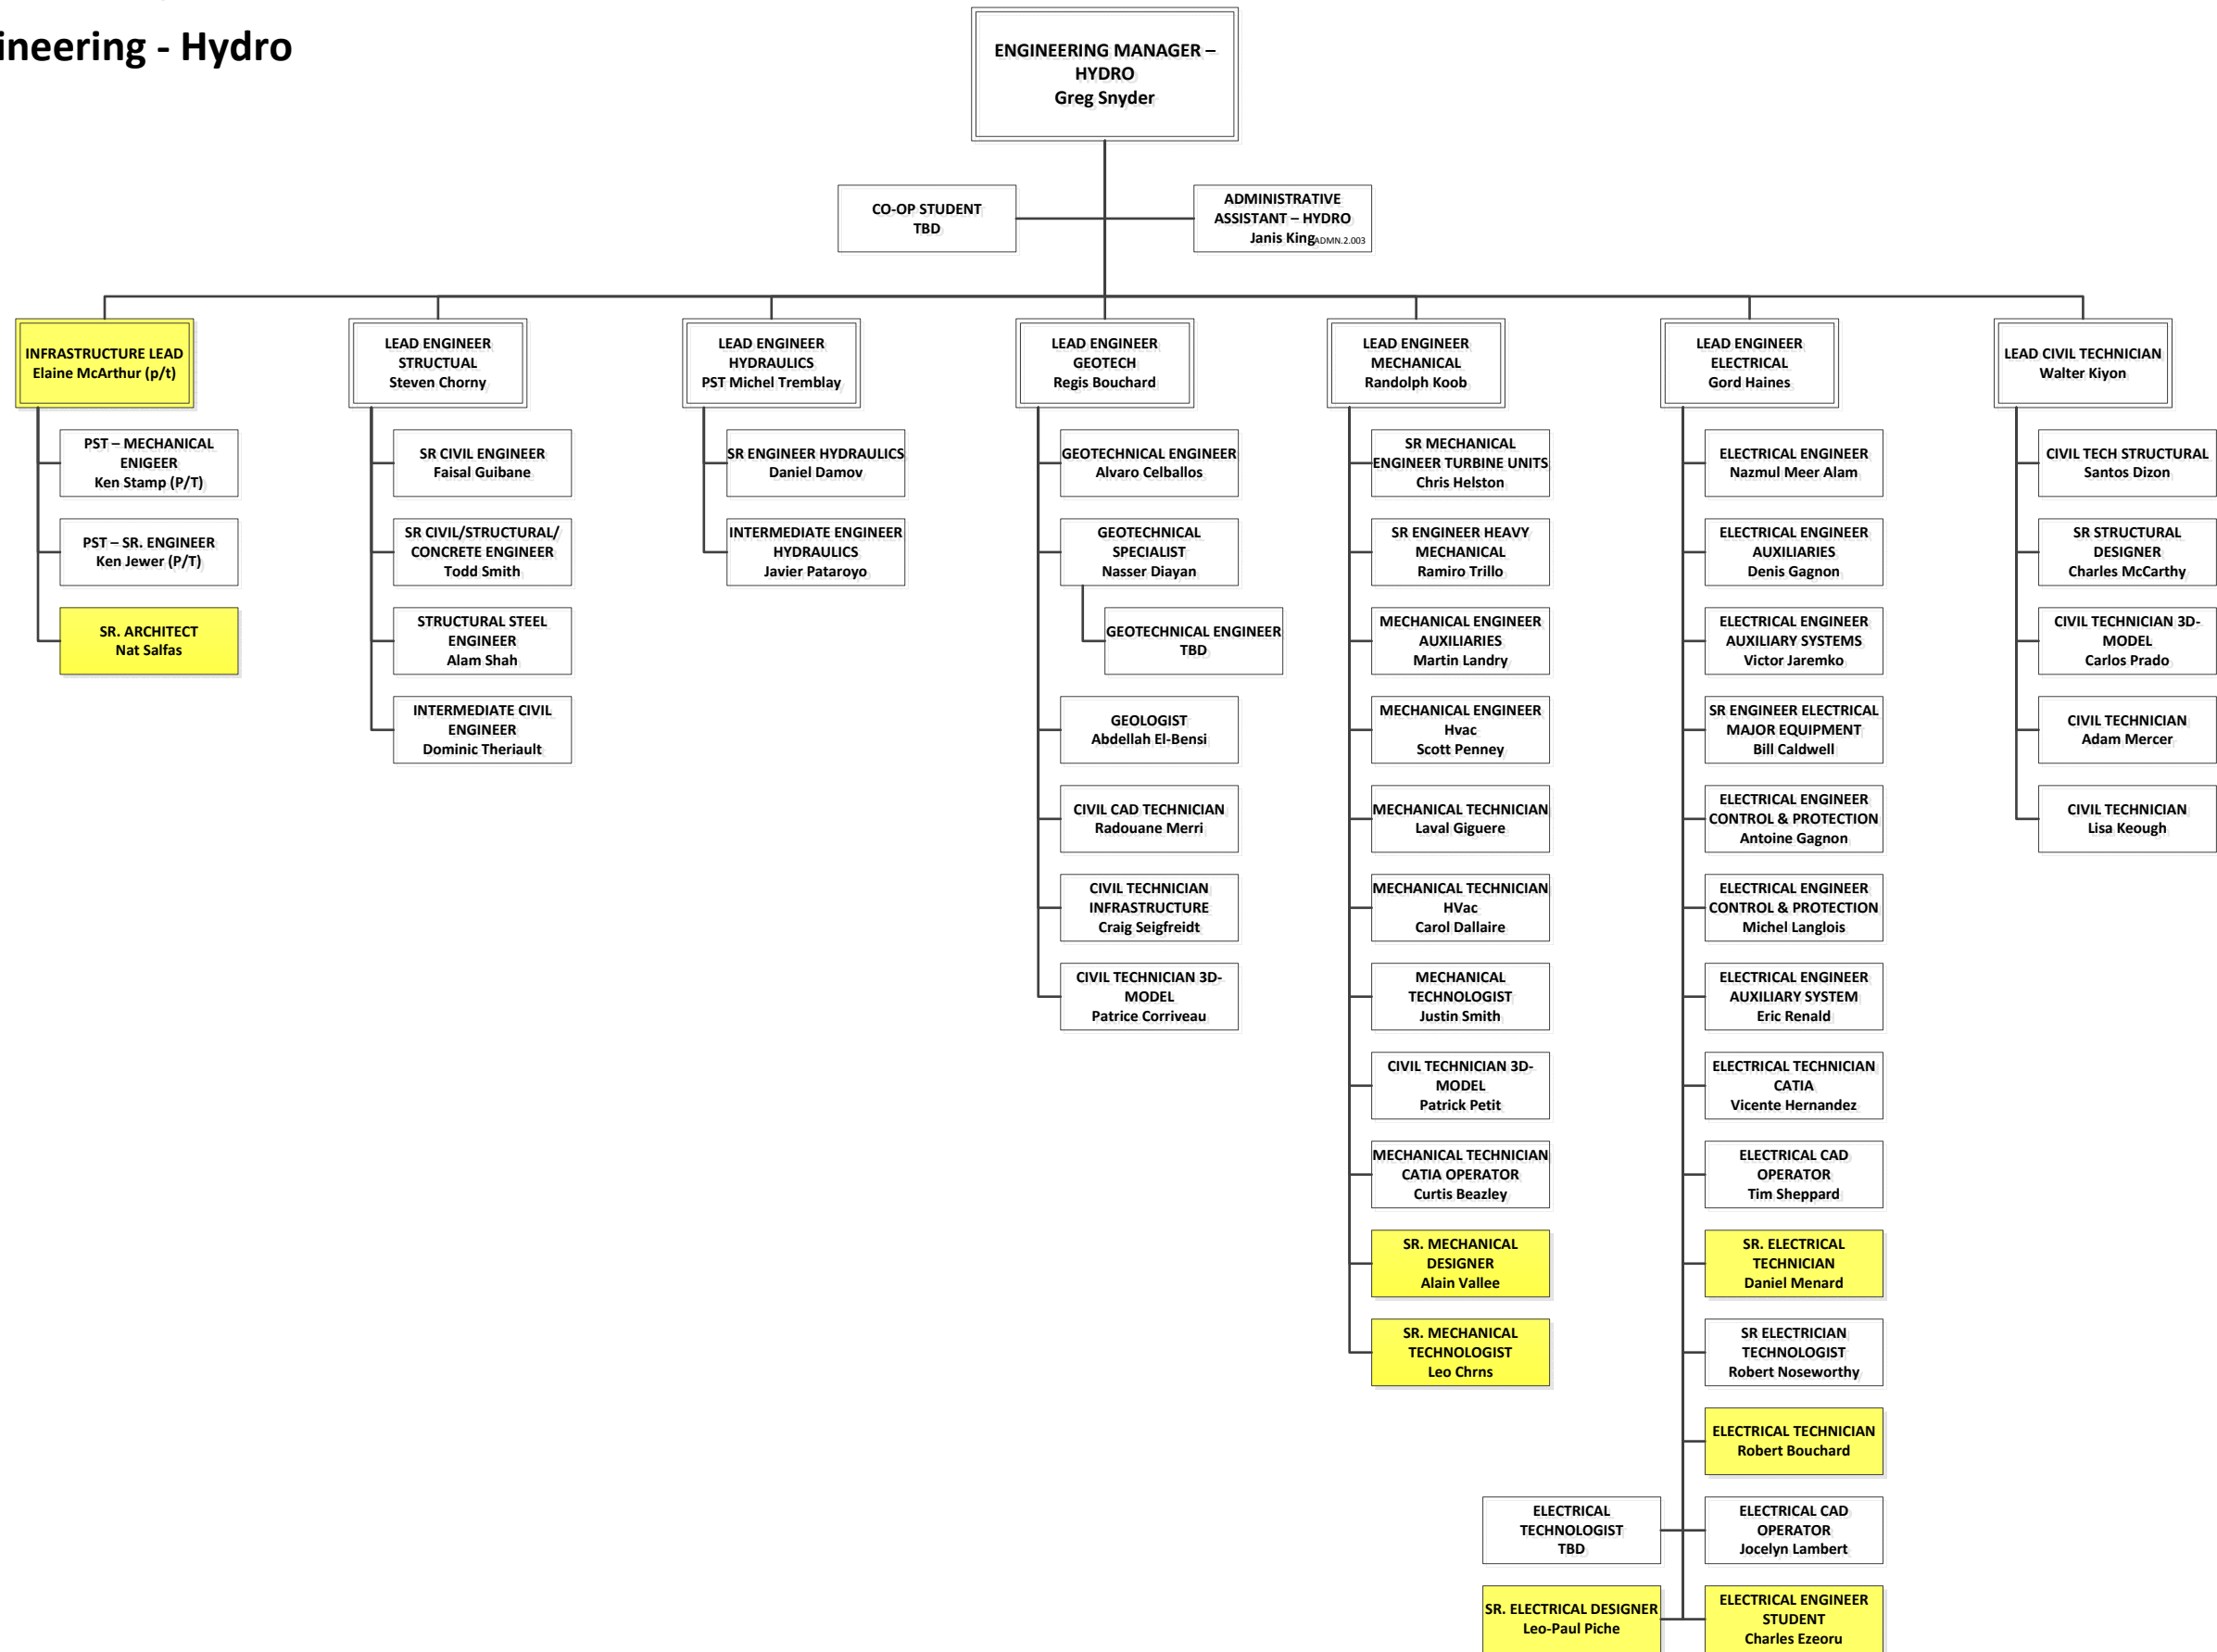 ineering - Hydro
ENGINEERING MANAGER –
HYDRO
Greg Snyder
CO-OP STUDENT
TBD
ADMINISTRATIVE
ASSISTANT – HYDRO
Janis King ADMN.2.003
INFRASTRUCTURE LEAD
Elaine McArthur (p/t)
PST – MECHANICAL
ENIGEER
Ken Stamp (P/T)
PST – SR. ENGINEER
Ken Jewer (P/T)
SR. ARCHITECT
Nat Salfas
LEAD ENGINEER
STRUCTUAL
Steven Chorny
SR CIVIL ENGINEER
Faisal Guibane
SR CIVIL/STRUCTURAL/
CONCRETE ENGINEER
Todd Smith
STRUCTURAL STEEL
ENGINEER
Alam Shah
INTERMEDIATE CIVIL
ENGINEER
Dominic Theriault
LEAD ENGINEER
HYDRAULICS
PST Michel Tremblay
SR ENGINEER HYDRAULICS
Daniel Damov
INTERMEDIATE ENGINEER
HYDRAULICS
Javier Pataroyo
LEAD ENGINEER
GEOTECH
Regis Bouchard
GEOTECHNICAL ENGINEER
Alvaro Celballos
GEOTECHNICAL
SPECIALIST
Nasser Diayan
GEOTECHNICAL ENGINEER
TBD
GEOLOGIST
Abdellah El-Bensi
CIVIL CAD TECHNICIAN
Radouane Merri
CIVIL TECHNICIAN
INFRASTRUCTURE
Craig Seigfreidt
CIVIL TECHNICIAN 3D-
MODEL
Patrice Corriveau
LEAD ENGINEER
MECHANICAL
Randolph Koob
SR MECHANICAL
ENGINEER TURBINE UNITS
Chris Helston
SR ENGINEER HEAVY
MECHANICAL
Ramiro Trillo
MECHANICAL ENGINEER
AUXILIARIES
Martin Landry
MECHANICAL ENGINEER
Hvac
Scott Penney
MECHANICAL TECHNICIAN
Laval Giguere
MECHANICAL TECHNICIAN
HVac
Carol Dallaire
MECHANICAL
TECHNOLOGIST
Justin Smith
CIVIL TECHNICIAN 3D-
MODEL
Patrick Petit
MECHANICAL TECHNICIAN
CATIA OPERATOR
Curtis Beazley
SR. MECHANICAL
DESIGNER
Alain Vallee
SR. MECHANICAL
TECHNOLOGIST
Leo Chrns
LEAD ENGINEER
ELECTRICAL
Gord Haines
ELECTRICAL ENGINEER
Nazmul Meer Alam
ELECTRICAL ENGINEER
AUXILIARIES
Denis Gagnon
ELECTRICAL ENGINEER
AUXILIARY SYSTEMS
Victor Jaremko
SR ENGINEER ELECTRICAL
MAJOR EQUIPMENT
Bill Caldwell
ELECTRICAL ENGINEER
CONTROL & PROTECTION
Antoine Gagnon
ELECTRICAL ENGINEER
CONTROL & PROTECTION
Michel Langlois
ELECTRICAL ENGINEER
AUXILIARY SYSTEM
Eric Renald
ELECTRICAL TECHNICIAN
CATIA
Vicente Hernandez
ELECTRICAL CAD
OPERATOR
Tim Sheppard
SR. ELECTRICAL
TECHNICIAN
Daniel Menard
SR ELECTRICIAN
TECHNOLOGIST
Robert Noseworthy
ELECTRICAL TECHNICIAN
Robert Bouchard
ELECTRICAL
TECHNOLOGIST
TBD
ELECTRICAL CAD
OPERATOR
Jocelyn Lambert
SR. ELECTRICAL DESIGNER
Leo-Paul Piche
ELECTRICAL ENGINEER
STUDENT
Charles Ezeoru
LEAD CIVIL TECHNICIAN
Walter Kiyon
CIVIL TECH STRUCTURAL
Santos Dizon
SR STRUCTURAL
DESIGNER
Charles McCarthy
CIVIL TECHNICIAN 3D-
MODEL
Carlos Prado
CIVIL TECHNICIAN
Adam Mercer
CIVIL TECHNICIAN
Lisa Keough